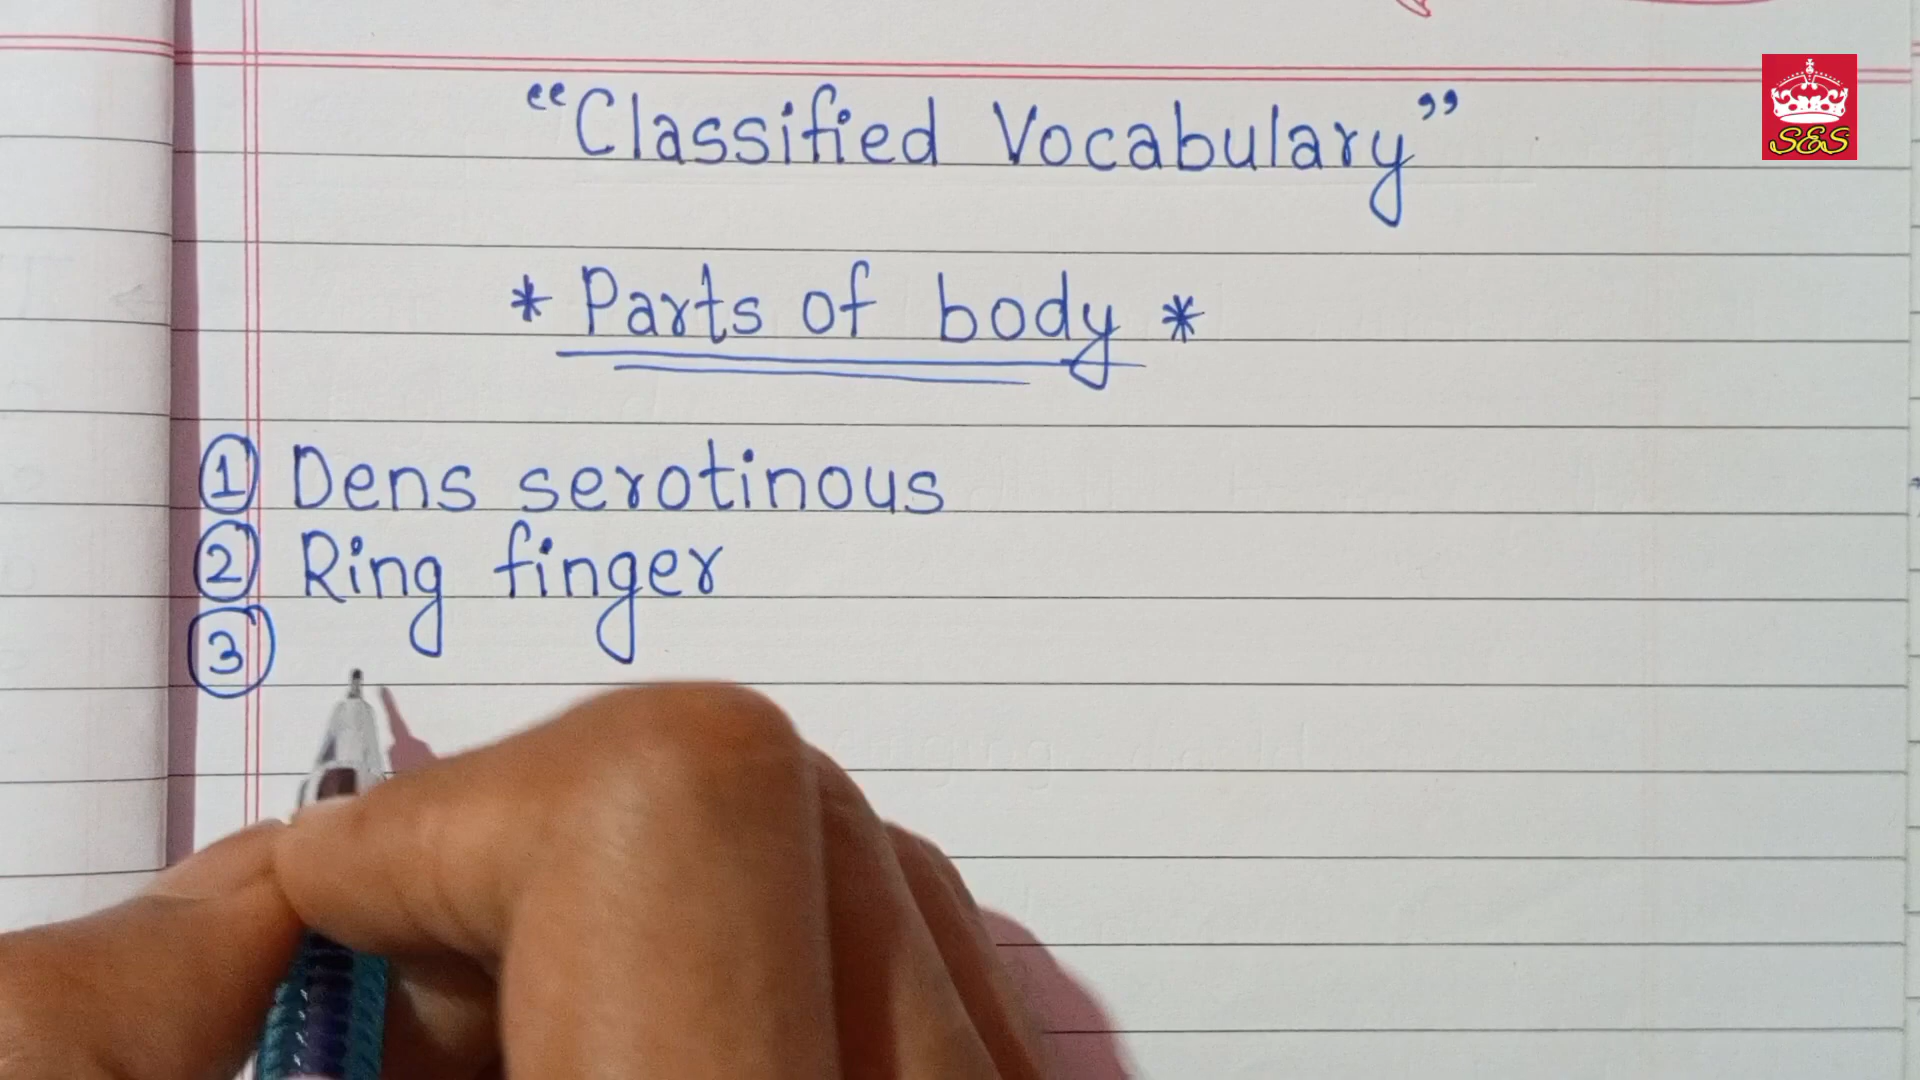 "Classified Vocabulary"
* Parts of body *
① Dens serotinous
② Ring finger
③
S&S